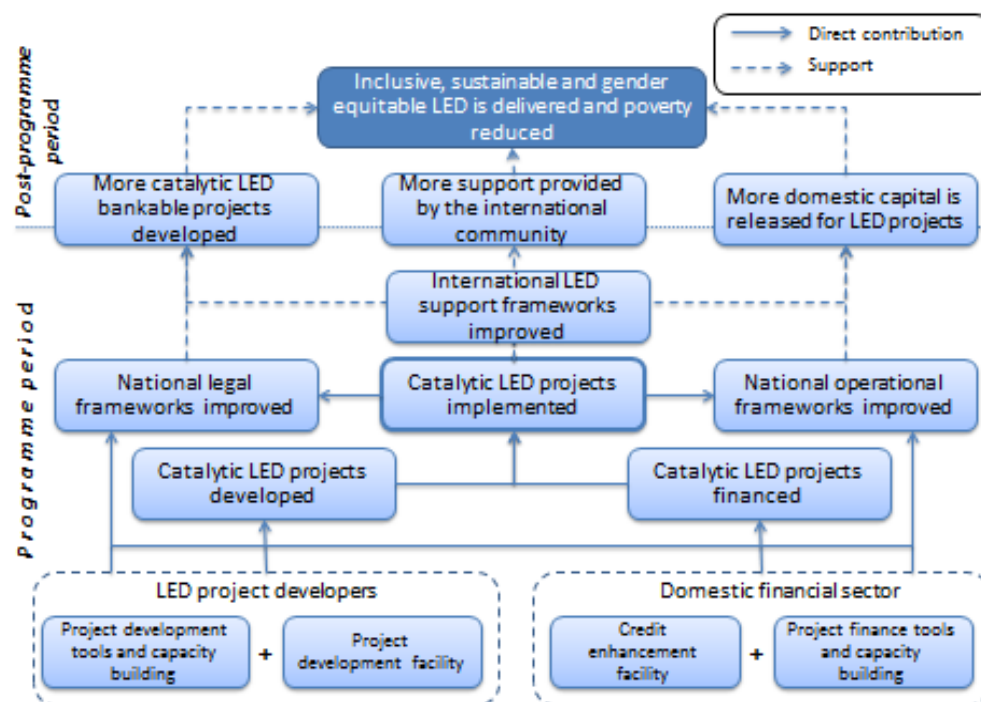 Direct contribution
Support
Post-programme
period
Inclusive, sustainable and gender
equitable LED is delivered and poverty
reduced
More catalytic LED
bankable projects
developed
More support provided
by the international
community
More domestic capital is
released for LED projects
Programme period
International LED
support frameworks
improved
National legal
frameworks improved
Catalytic LED projects
implemented
National operational
frameworks improved
Catalytic LED projects
developed
Catalytic LED projects
financed
LED project developers
Project development
tools and capacity
building
+
Project
development facility
Domestic financial sector
Credit
enhancement
facility
+
Project finance tools
and capacity
building